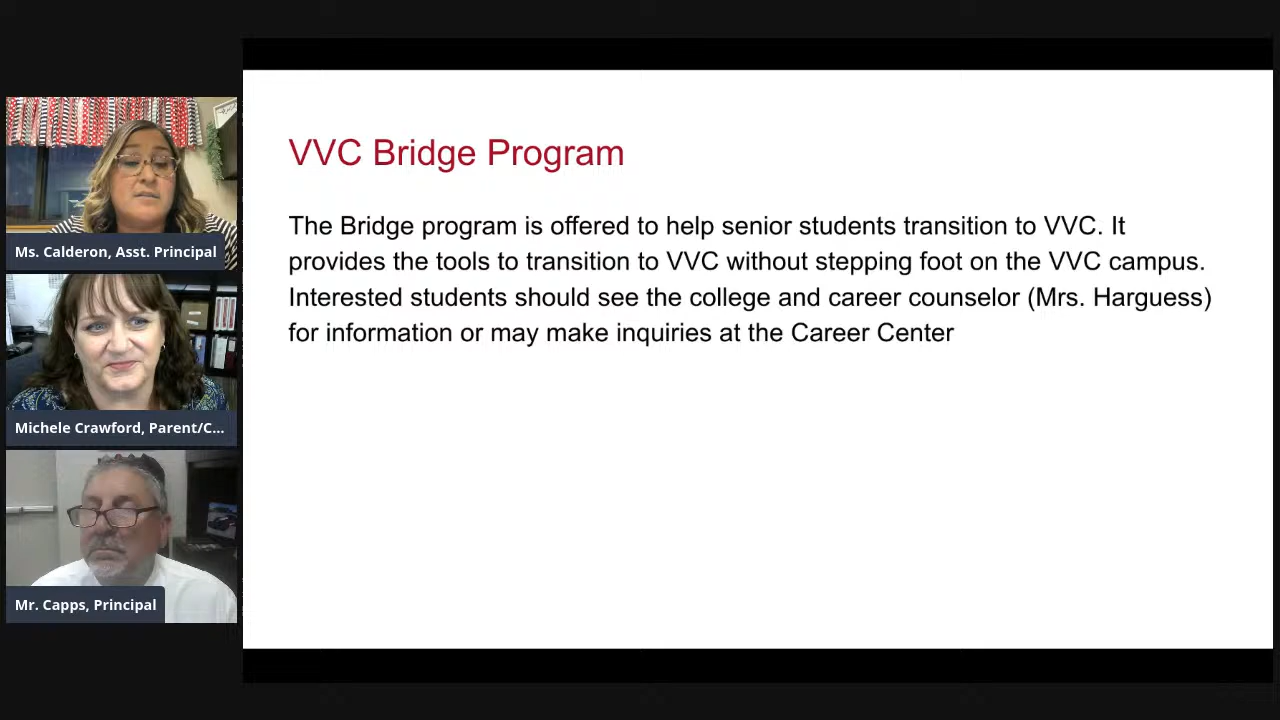 Ms. Calderon, Asst. Principal
Michele Crawford, Parent/C...
Mr. Capps, Principal
VVC Bridge Program
The Bridge program is offered to help senior students transition to VVC. It
provides the tools to transition to VVC without stepping foot on the VVC campus.
Interested students should see the college and career counselor (Mrs. Harguess)
for information or may make inquiries at the Career Center